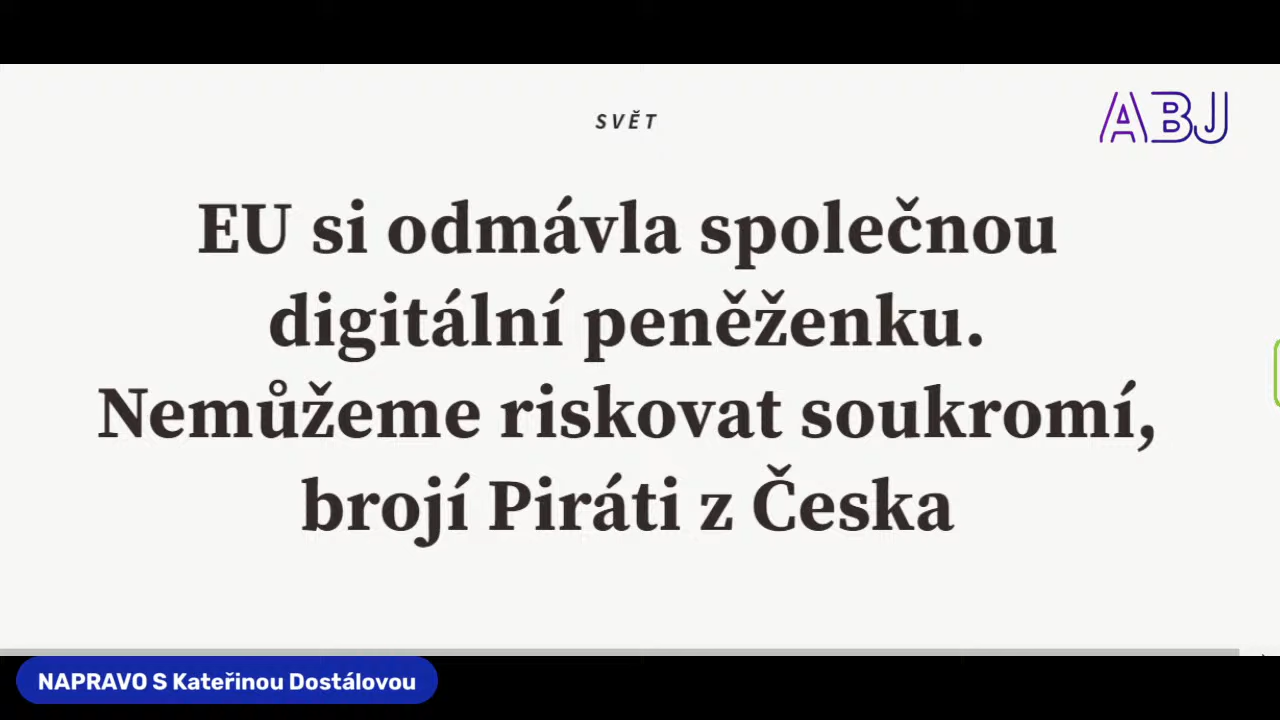 SVĚT
ABJ
EU si odmávla společnou
digitální peněženku.
Nemůžeme riskovat soukromí,
brojí Piráti z Česka
NAPRAVO S Kateřinou Dostálovou